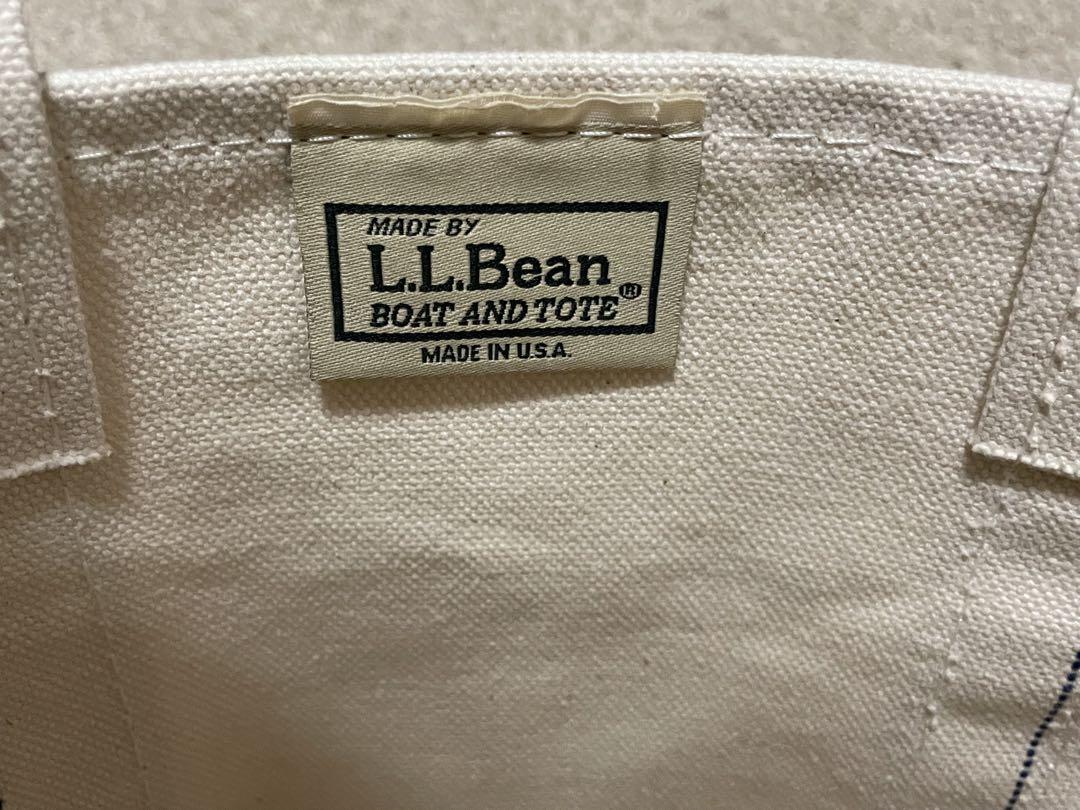 MADE BY
L.L.Bean
BOAT AND TOTE®
MADE IN U.S.A.